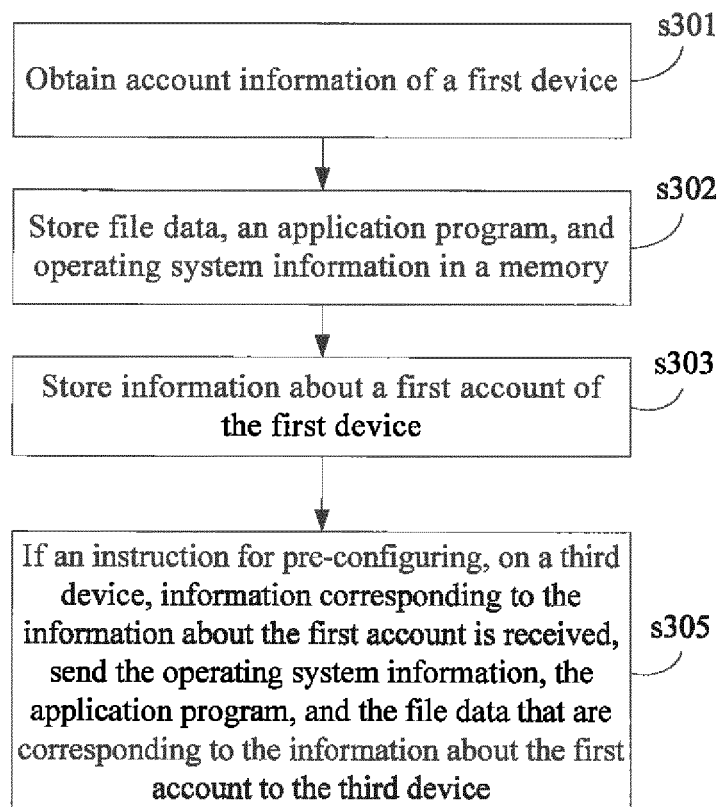 s301
Obtain account information of a first device
s302
Store file data, an application program, and
operating system information in a memory
s303
Store information about a first account of
the first device
If an instruction for pre-configuring, on a third
device, information corresponding to the
information about the first account is received,
send the operating system information, the
application program, and the file data that are
corresponding to the information about the first
account to the third device
s305